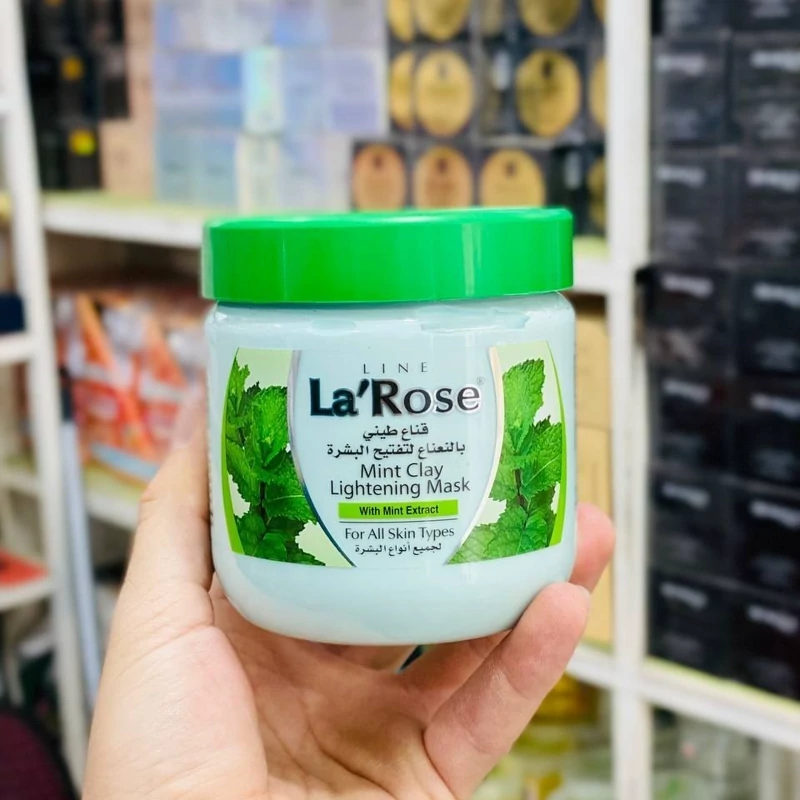 LINE
La'Rose®
قناع طيني
بالنعناع لتفتيح البشرة
Mint Clay
Lightening Mask
With Mint Extract
For All Skin Types
لجميع أنواع البشرة